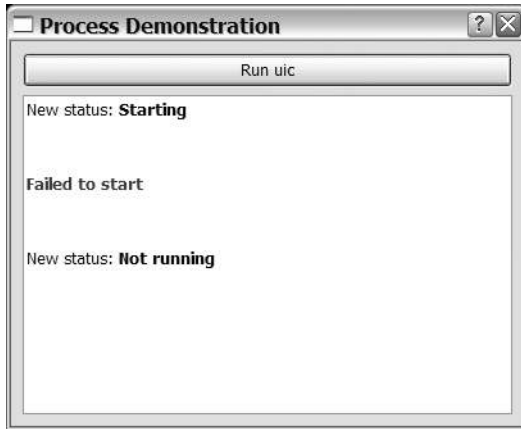 Process Demonstration
Run uic
New status: Starting
Failed to start
New status: Not running